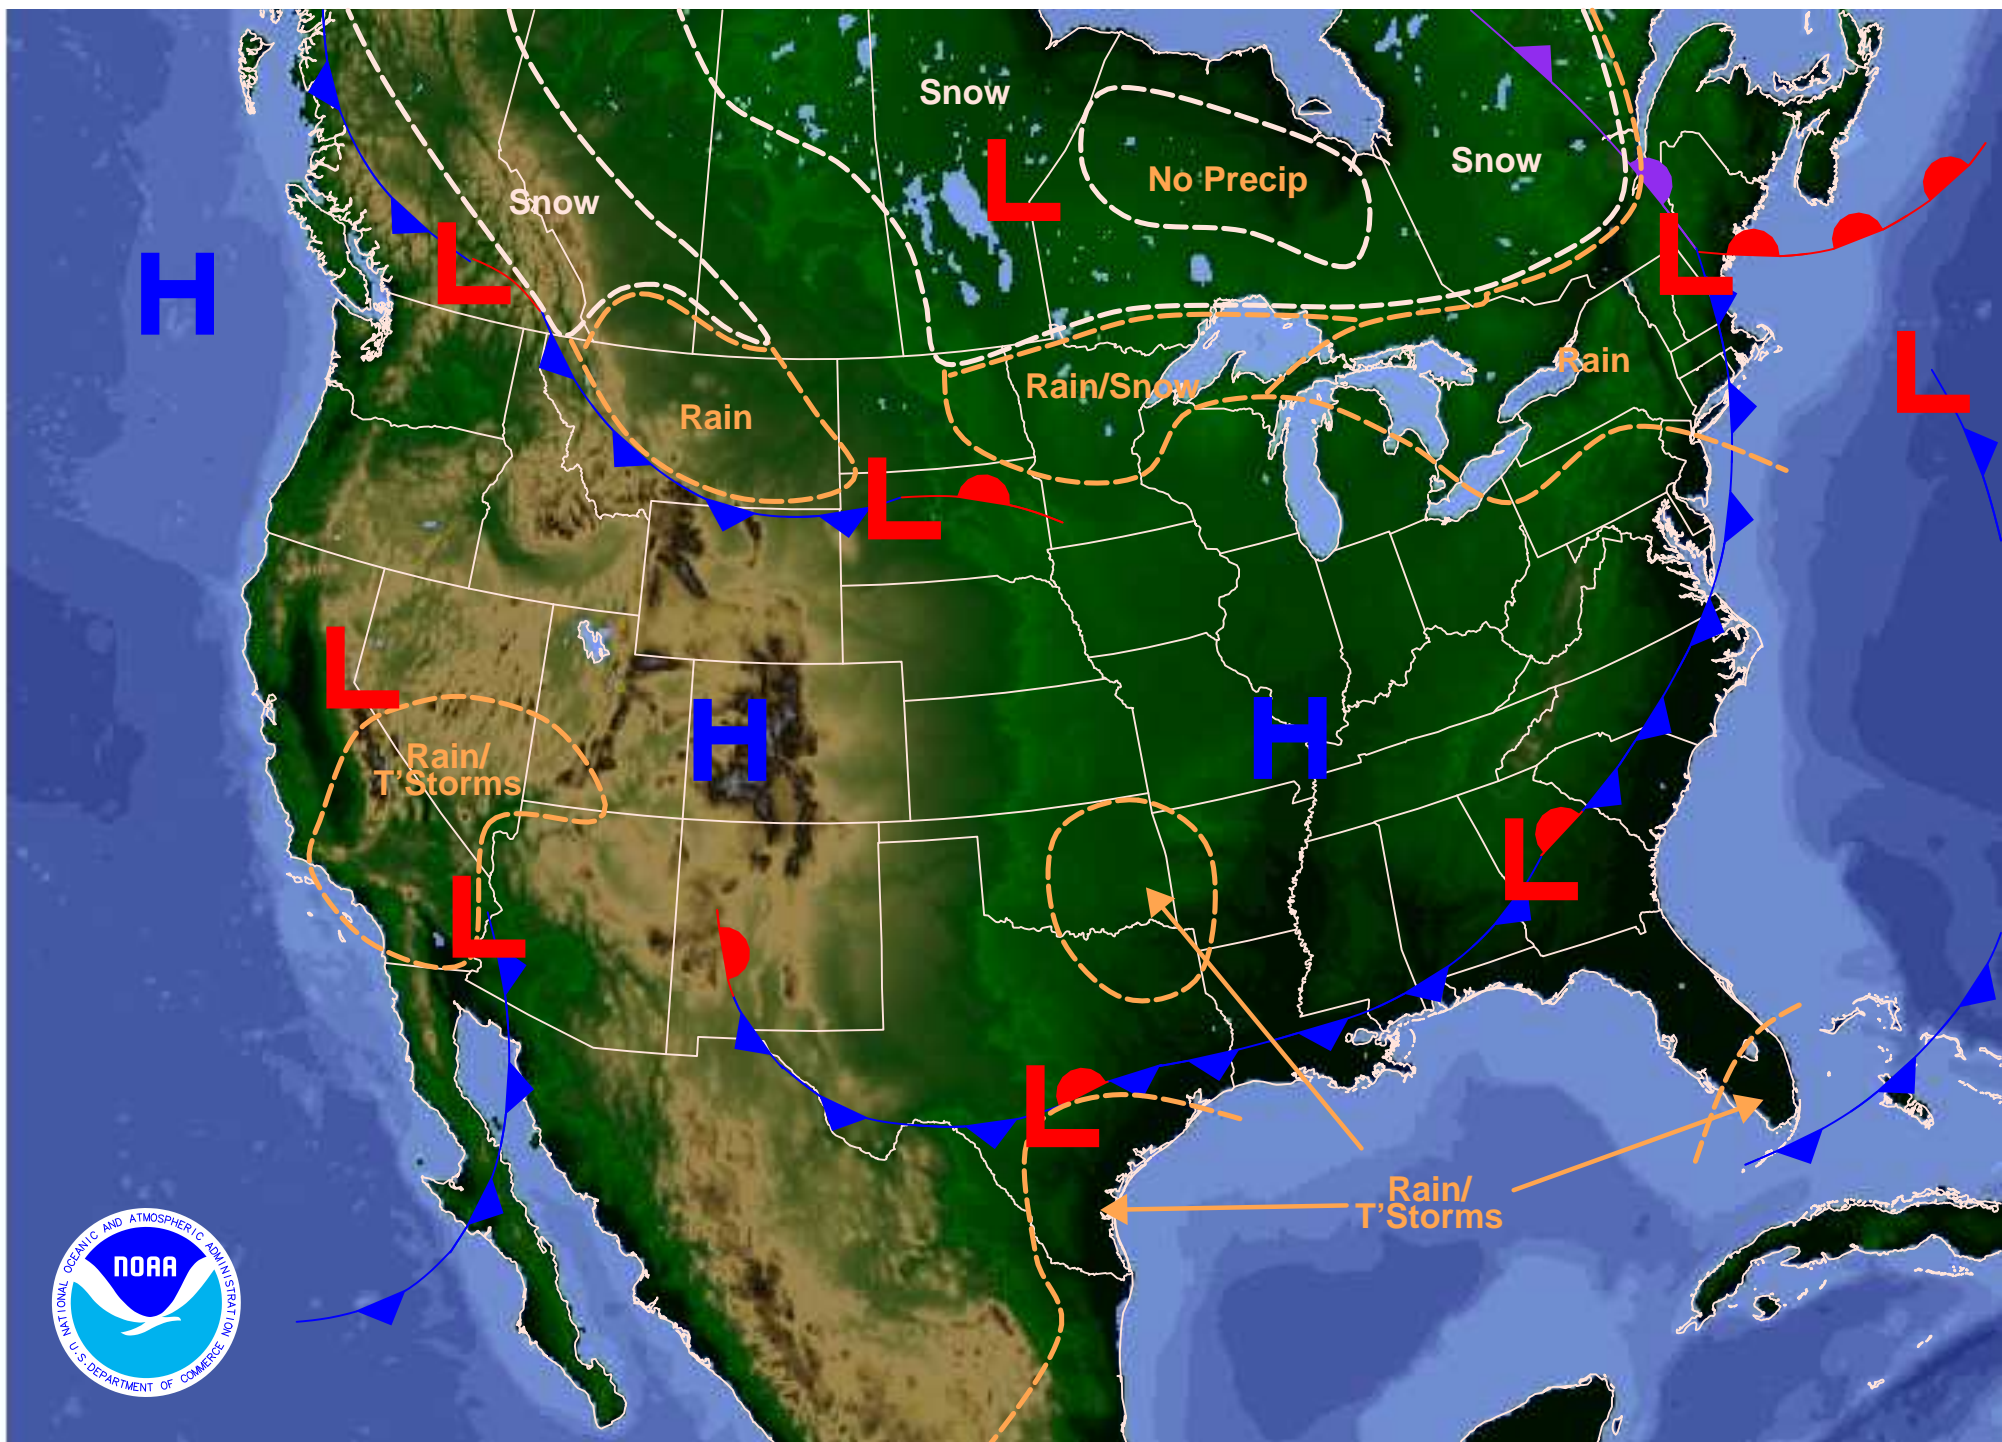 Snow
Snow
No Precip
Snow
L
L
L
H
L
Rain
Rain/Snow
Rain
L
L
L
H
H
Rain/
T'Storms
L
L
L
Rain/
T'Storms
NATIONAL OCEANIC AND ATMOSPHERIC ADMINISTRATION
NOAA
U.S. DEPARTMENT OF COMMERCE